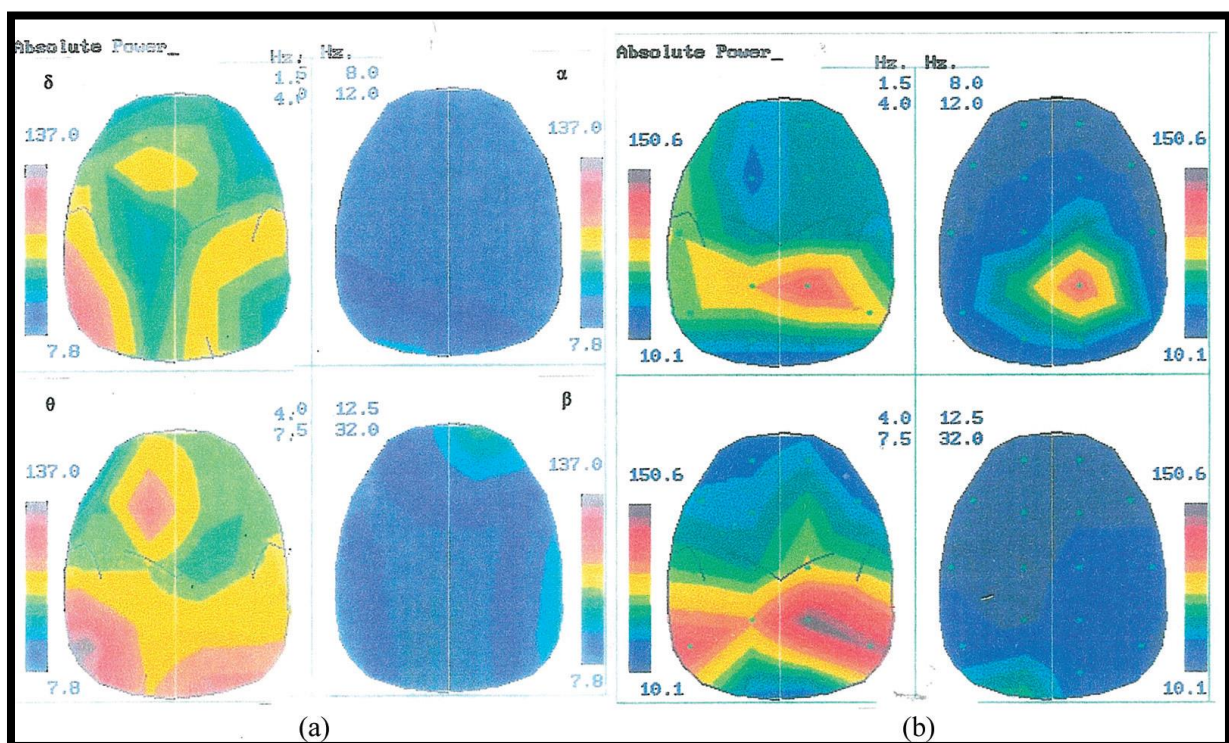 Absolute Power_
Hz. Hz.
δ 1.5 8.0 α
4.0 12.0
137.0 137.0
7.8 7.8
θ 4.0 12.5 β
7.5 32.0
137.0 137.0
7.8 7.8
(a)
Absolute Power_
Hz. Hz.
1.5 8.0
4.0 12.0
150.6 150.6
10.1 10.1
4.0 12.5
7.5 32.0
150.6 150.6
10.1 10.1
(b)